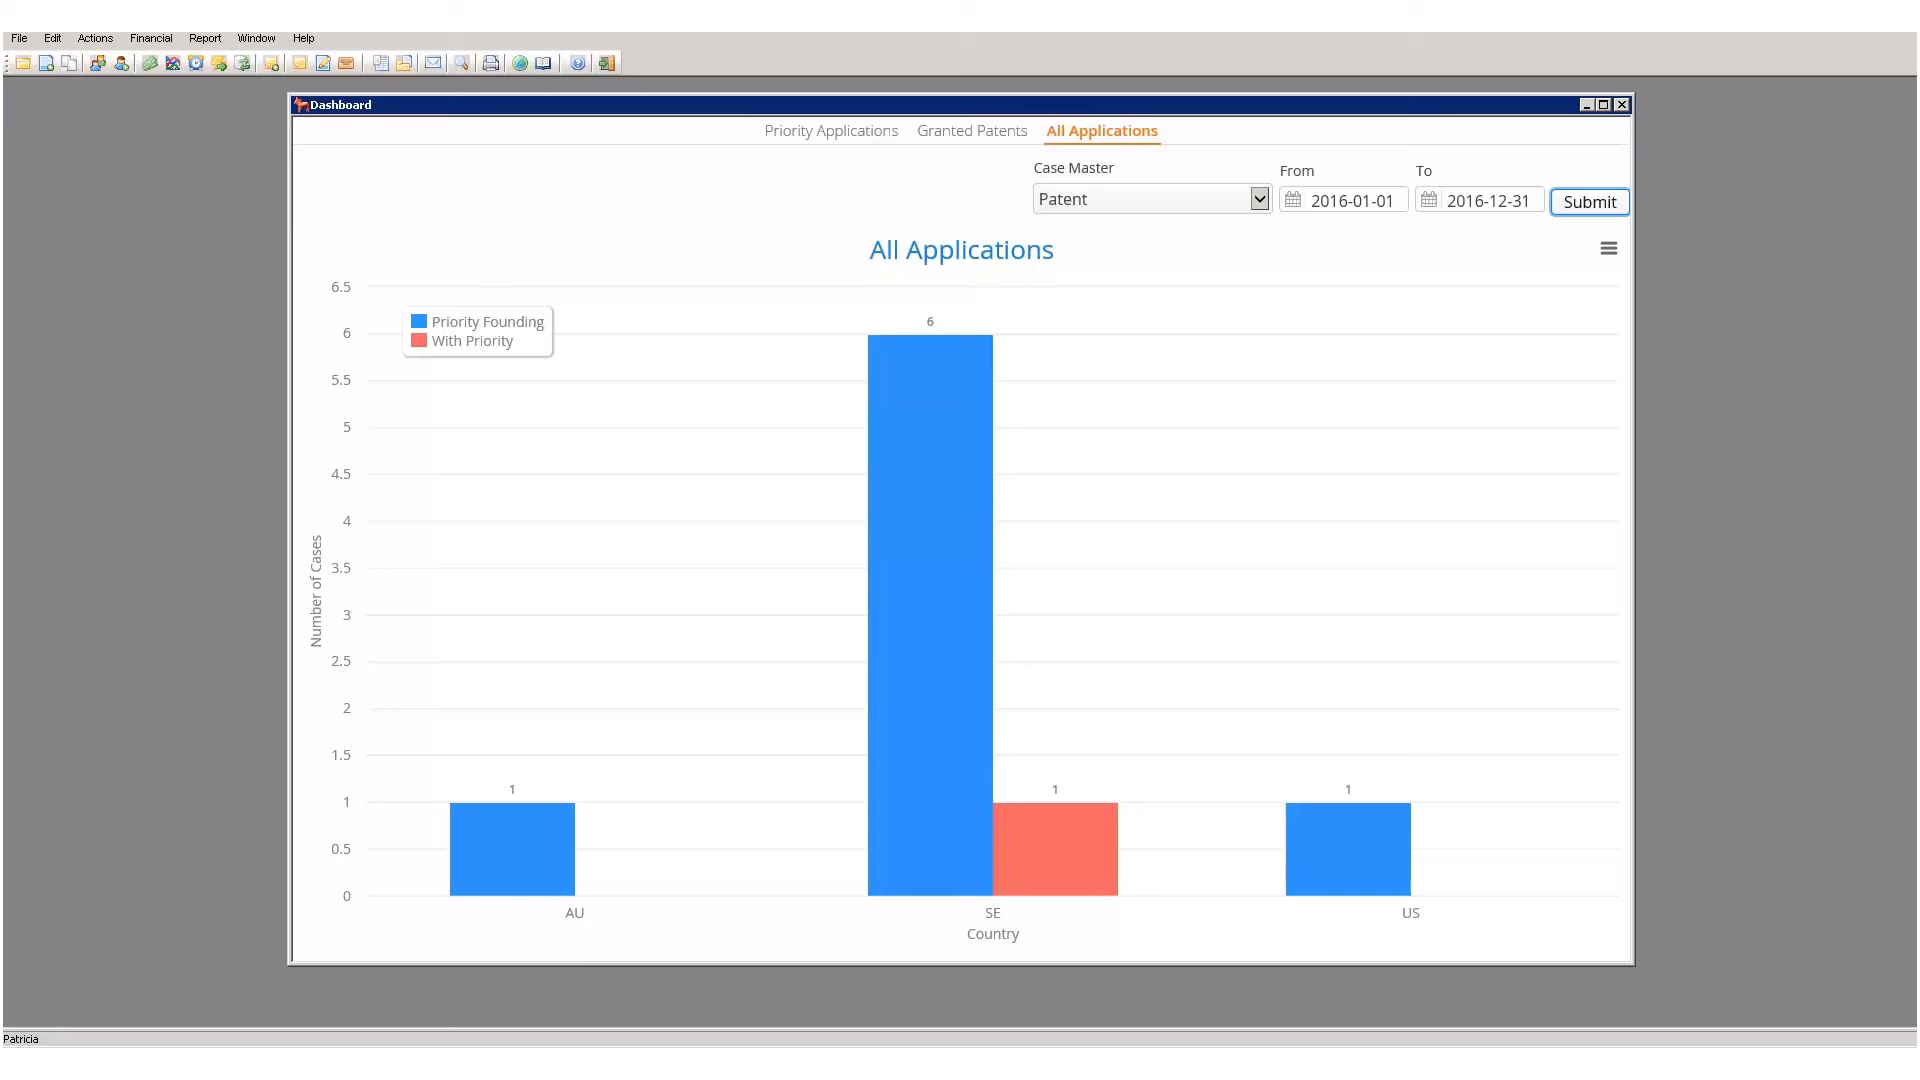 File Edit Actions Financial Report Window Help
Dashboard
Priority Applications Granted Patents All Applications
Case Master From To
Patent 2016-01-01 2016-12-31 Submit
All Applications
6.5
Priority Founding
With Priority
6
6
5.5
5
4.5
4
3.5
3
2.5
2
1.5
1
0.5
0
Number of Cases
1 1 1
AU SE US
Country
Patricia